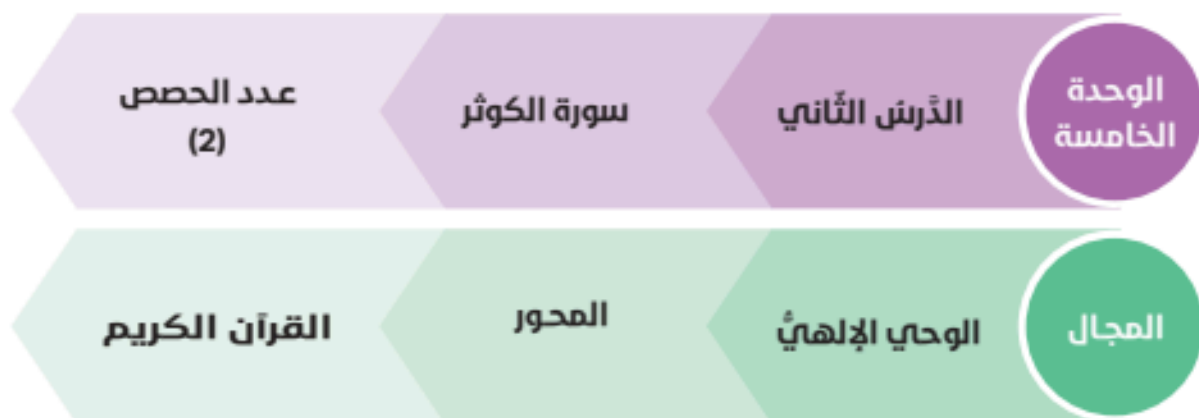 الوحدة
الخامسة
الدَّرسُ الثّاني
سورة الكوثر
عدد الحصص
(2)
المجال
الوحي الإلهيُّ
المحور
القرآن الكريم